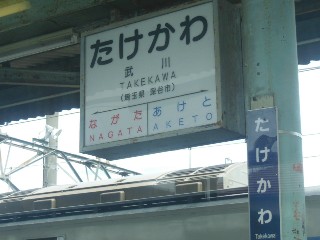 たけかわ
武川
TAKEKAWA
(埼玉県 深谷市)
ながた あけと
NAGATA AKETO
たけかわ
Takekawa